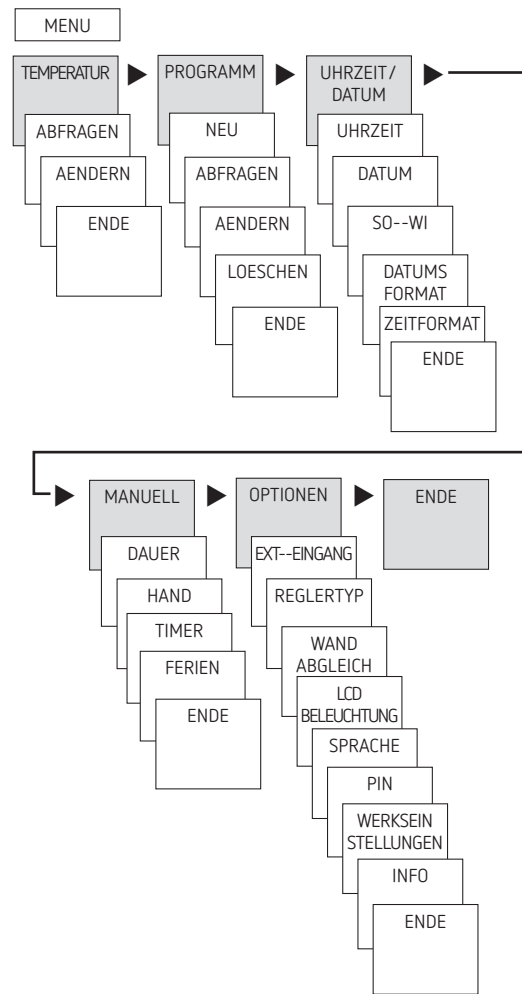 MENU
TEMPERATUR
ABFRAGEN
AENDERN
ENDE
PROGRAMM
NEU
ABFRAGEN
AENDERN
LOESCHEN
ENDE
UHRZEIT/
DATUM
UHRZEIT
DATUM
SO--WI
DATUMS
FORMAT
ZEITFORMAT
ENDE
MANUELL
DAUER
HAND
TIMER
FERIEN
ENDE
OPTIONEN
EXT--EINGANG
REGLERTYP
WAND
ABGLEICH
LCD
BELEUCHTUNG
SPRACHE
PIN
WERKSEIN
STELLUNGEN
INFO
ENDE
ENDE